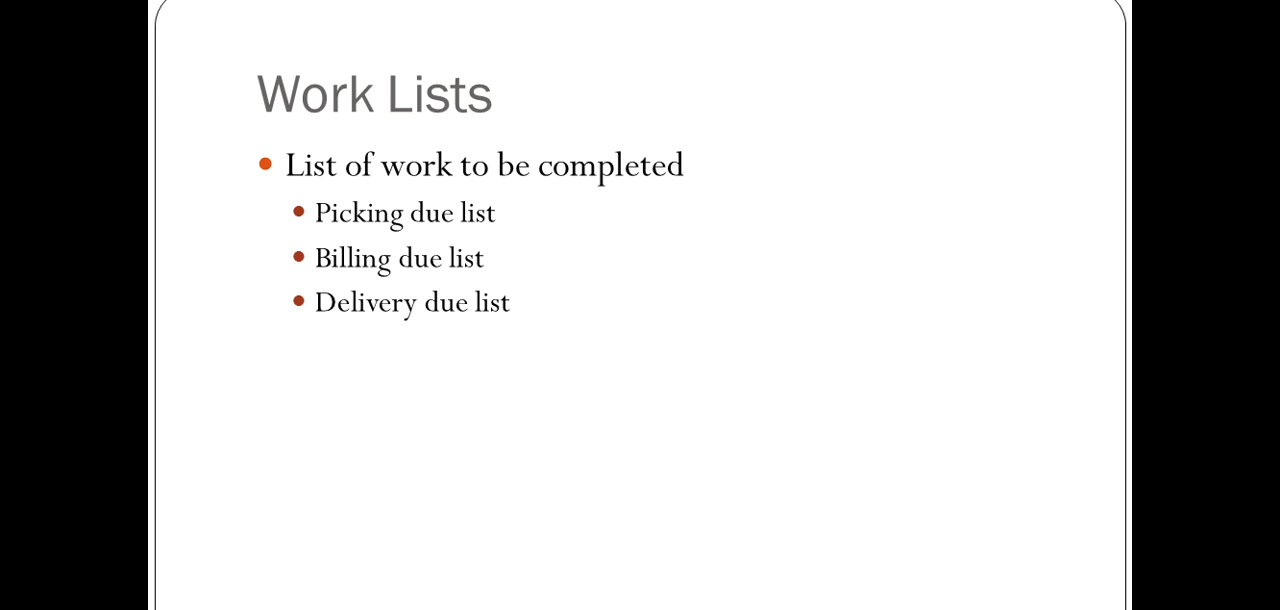 Work Lists
List of work to be completed
Picking due list
Billing due list
Delivery due list